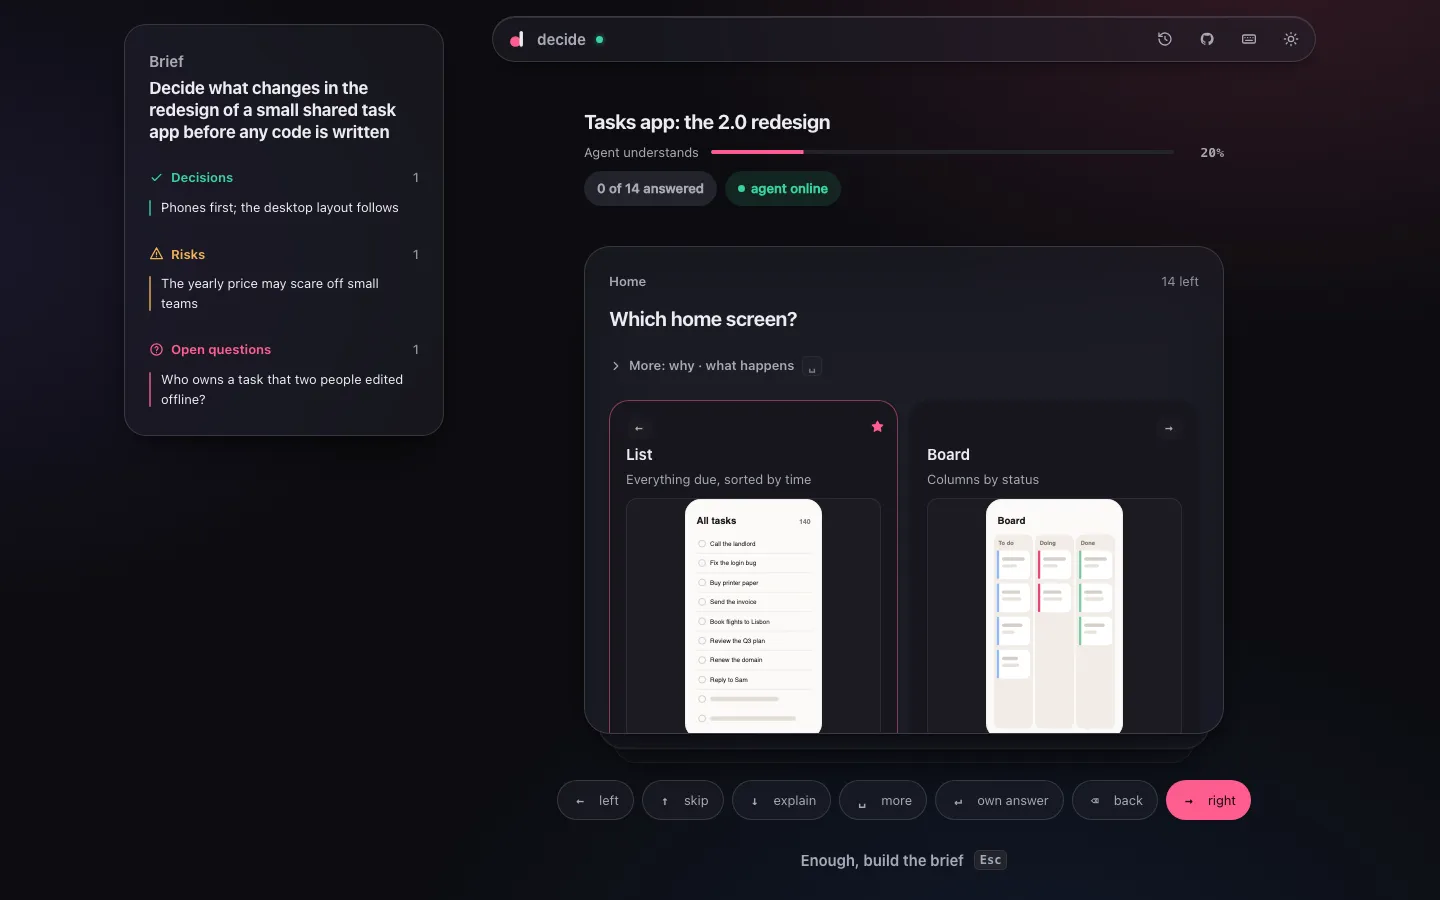 Brief
Decide what changes in the
redesign of a small shared task
app before any code is written
Decisions 1
Phones first; the desktop layout follows
Risks 1
The yearly price may scare off small
teams
Open questions 1
Who owns a task that two people edited
offline?
decide
Tasks app: the 2.0 redesign
Agent understands 20%
0 of 14 answered
agent online
Home 14 left
Which home screen?
More: why · what happens ␣
←
List
Everything due, sorted by time
All tasks 140
Call the landlord
Fix the login bug
Buy printer paper
Send the invoice
Book flights to Lisbon
Review the Q3 plan
Renew the domain
Reply to Sam
→
Board
Columns by status
Board
To do Doing Done
← left
↑ skip
↓ explain
␣ more
↵ own answer
⌫ back
→ right
Enough, build the brief Esc